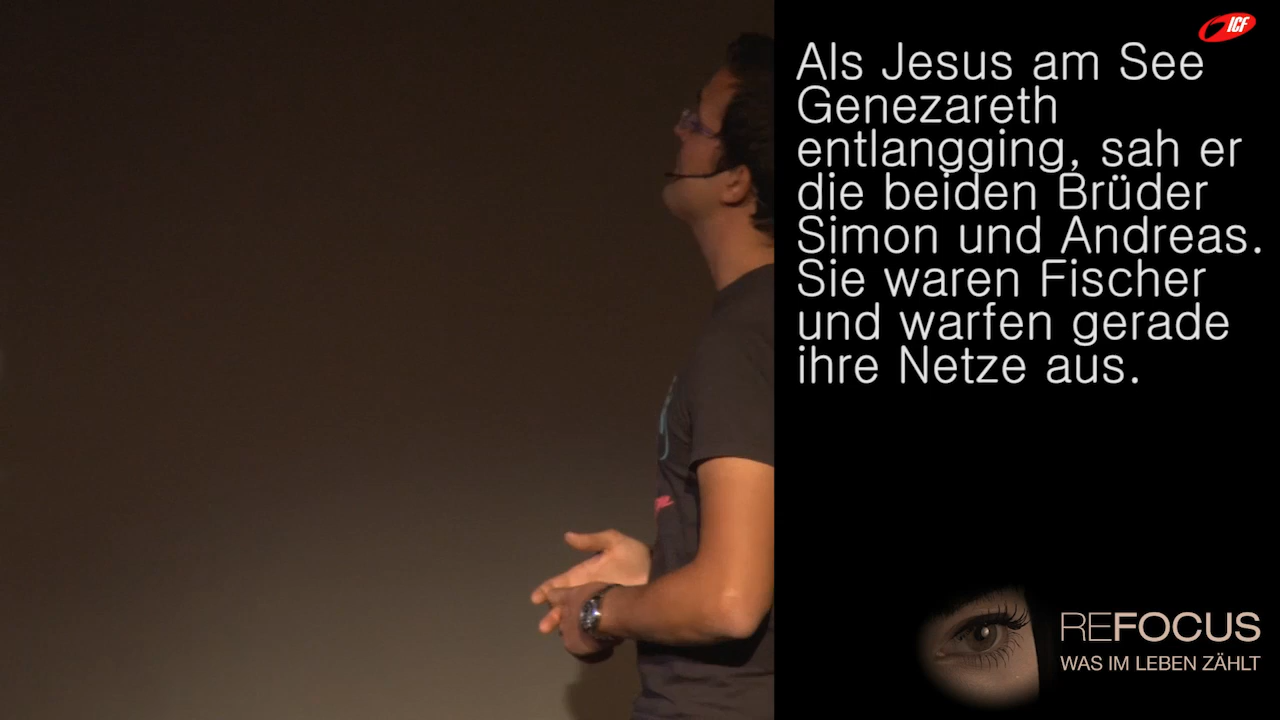 ICF
Als Jesus am See
Genezareth
entlangging, sah er
die beiden Brüder
Simon und Andreas.
Sie waren Fischer
und warfen gerade
ihre Netze aus.
REFOCUS
WAS IM LEBEN ZÄHLT